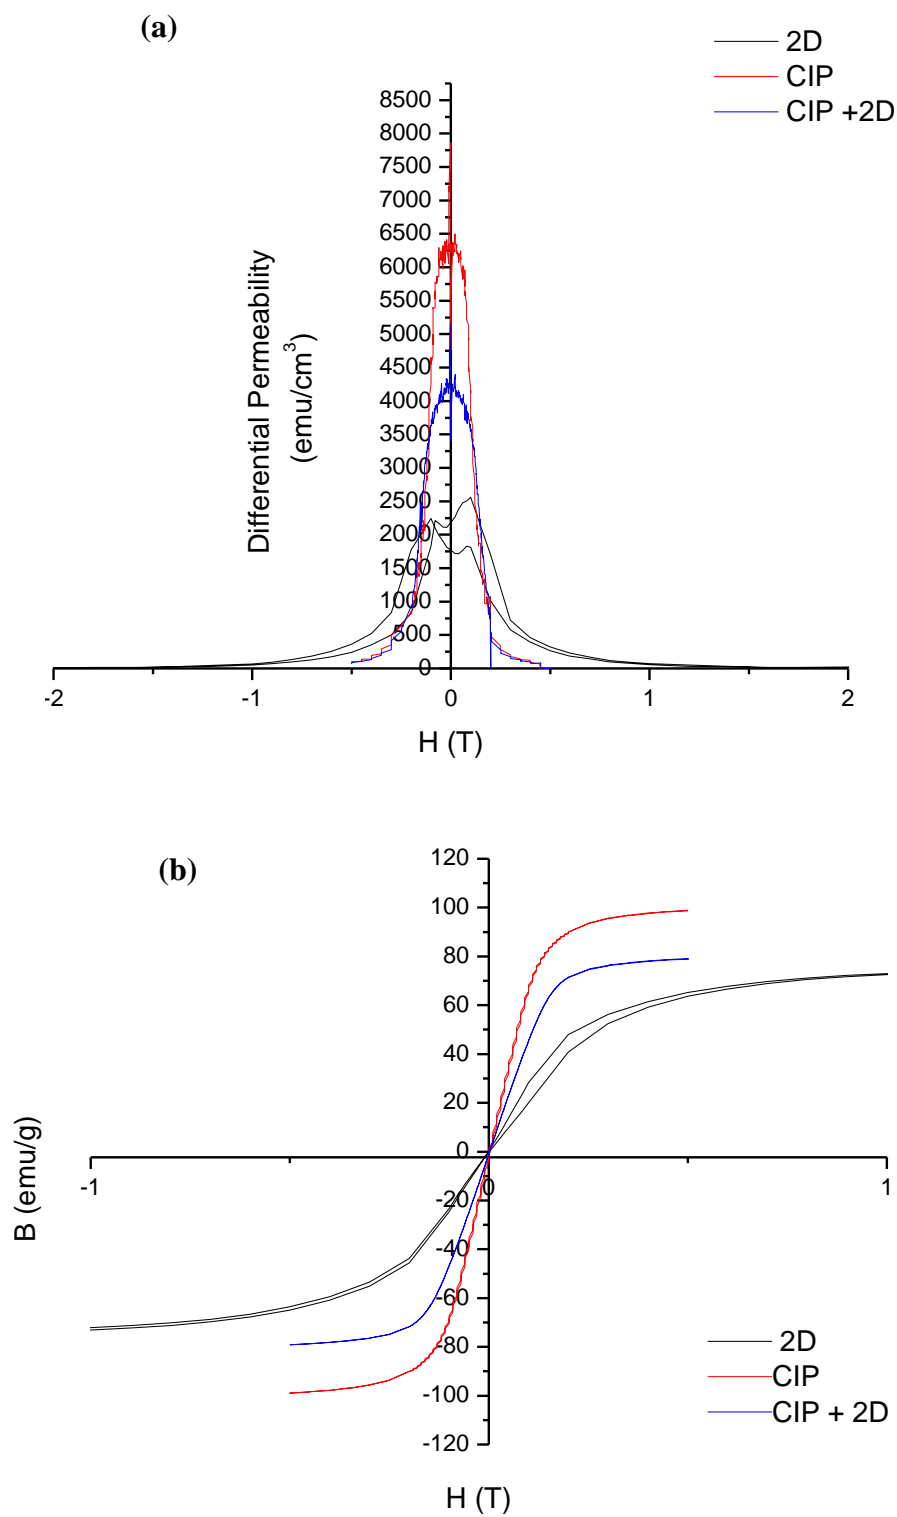 (a)
2D
CIP
CIP +2D
8500
8000
7500
7000
6500
6000
5500
5000
4500
4000
3500
3000
2500
2000
1500
1000
500
0
Differential Permeability
(emu/cm³)
-2 -1 0 1 2
H (T)
(b)
120
100
80
60
40
20
0
-20
-40
-60
-80
-100
-120
B (emu/g)
-1 0 1
2D
CIP
CIP + 2D
H (T)